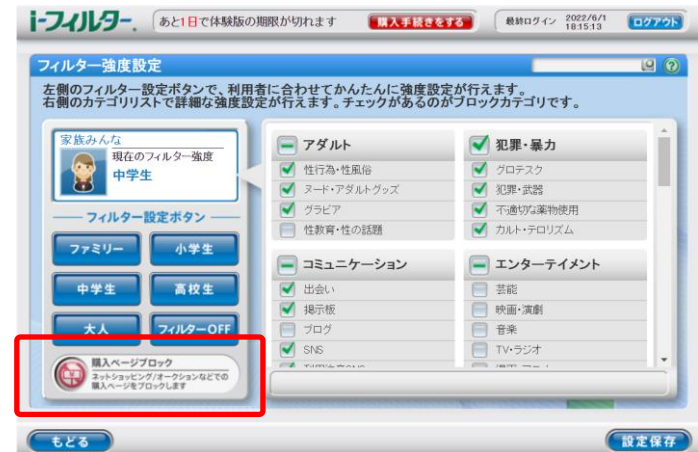 i-フィルター.
あと1日で体験版の期限が切れます
購入手続きをする
最終ログイン 2022/6/1 18:15:13
ログアウト
フィルター強度設定
左側のフィルター設定ボタンで、利用者に合わせてかんたんに強度設定が行えます。
右側のカテゴリリストで詳細な強度設定が行えます。チェックがあるのがブロックカテゴリです。
家族みんな
現在のフィルター強度
中学生
フィルター設定ボタン
ファミリー
小学生
中学生
高校生
大人
フィルターOFF
購入ページブロック
ネットショッピング/オークションなどでの
購入ページをブロックします
アダルト
性行為・性風俗
ヌード・アダルトグッズ
グラビア
性教育・性の話題
犯罪・暴力
グロテスク
犯罪・武器
不適切な薬物使用
カルト・テロリズム
コミュニケーション
出会い
掲示板
ブログ
SNS
エンターテイメント
芸能
映画・演劇
音楽
TV・ラジオ
もどる
設定保存